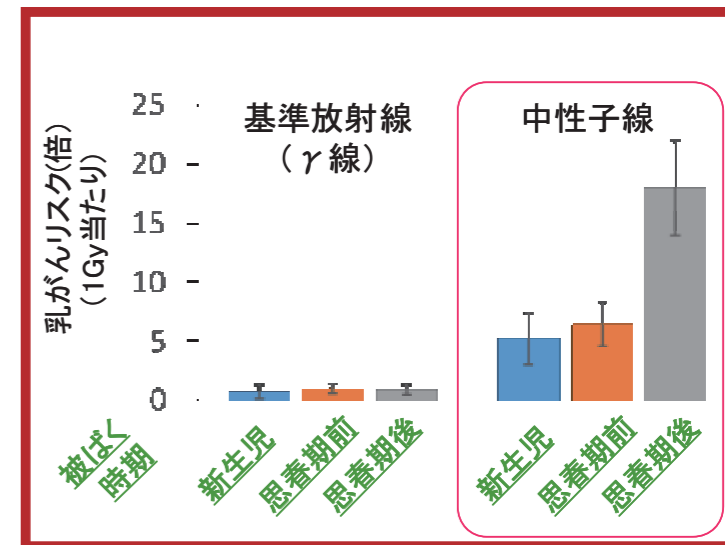 乳がんリスク(倍)
(1Gy当たり)
25
20
15
10
5
0
基準放射線
(γ線)
中性子線
被ばく
時期
新生児
思春期前
思春期後
新生児
思春期前
思春期後